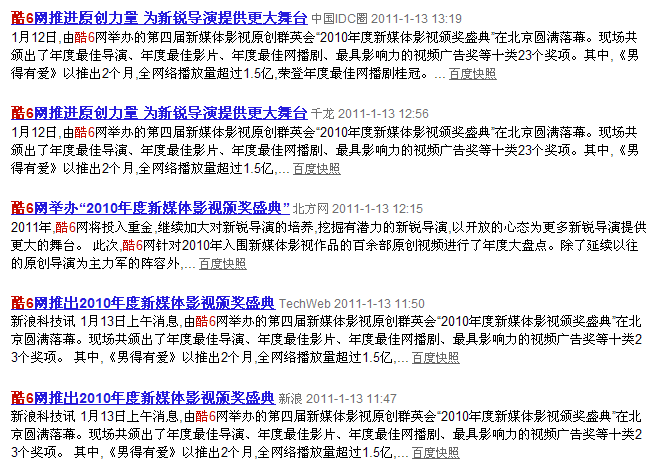 酷6网推进原创力量 为新锐导演提供更大舞台 中国IDC圈 2011-1-13 13:19
1月12日,由酷6网举办的第四届新媒体影视原创群英会“2010年度新媒体影视颁奖盛典”在北京圆满落幕。现场共
颁出了年度最佳导演、年度最佳影片、年度最佳网播剧、最具影响力的视频广告奖等十类23个奖项。其中,《男
得有爱》以推出2个月,全网络播放量超过1.5亿,荣登年度最佳网播剧桂冠。... 百度快照
酷6网推进原创力量 为新锐导演提供更大舞台 千龙 2011-1-13 12:56
1月12日,由酷6网举办的第四届新媒体影视原创群英会“2010年度新媒体影视颁奖盛典”在北京圆满落幕。现场共
颁出了年度最佳导演、年度最佳影片、年度最佳网播剧、最具影响力的视频广告奖等十类23个奖项。其中,《男
得有爱》以推出2个月,全网络播放量超过1.5亿,... 百度快照
酷6网举办“2010年度新媒体影视颁奖盛典” 北方网 2011-1-13 12:15
2011年,酷6网将投入重金,继续加大对新锐导演的培养,挖掘有潜力的新锐导演,以开放的心态为更多新锐导演提供
更大的舞台。 此次,酷6网针对2010年入围新媒体影视作品的百余部原创视频进行了年度大盘点。除了延续以往
的原创导演为主力军的阵容外,... 百度快照
酷6网推出2010年度新媒体影视颁奖盛典 TechWeb 2011-1-13 11:50
新浪科技讯 1月13日上午消息,由酷6网举办的第四届新媒体影视原创群英会“2010年度新媒体影视颁奖盛典”在北
京圆满落幕。现场共颁出了年度最佳导演、年度最佳影片、年度最佳网播剧、最具影响力的视频广告奖等十类2
3个奖项。 其中,《男得有爱》以推出2个月,全网络播放量超过1.5亿,... 百度快照
酷6网推出2010年度新媒体影视颁奖盛典 新浪 2011-1-13 11:47
新浪科技讯 1月13日上午消息,由酷6网举办的第四届新媒体影视原创群英会“2010年度新媒体影视颁奖盛典”在北
京圆满落幕。现场共颁出了年度最佳导演、年度最佳影片、年度最佳网播剧、最具影响力的视频广告奖等十类2
3个奖项。 其中,《男得有爱》以推出2个月,全网络播放量超过1.5亿,... 百度快照